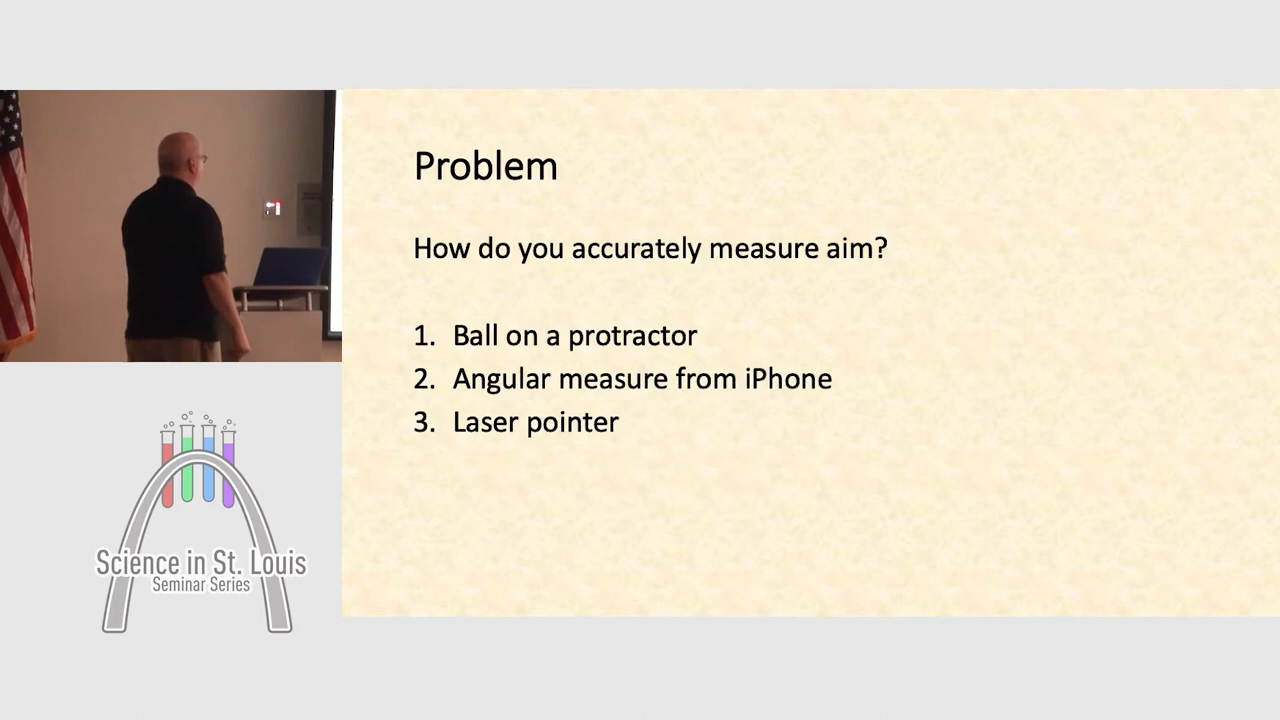 Problem
How do you accurately measure aim?
1. Ball on a protractor
2. Angular measure from iPhone
3. Laser pointer
Science in St. Louis
Seminar Series